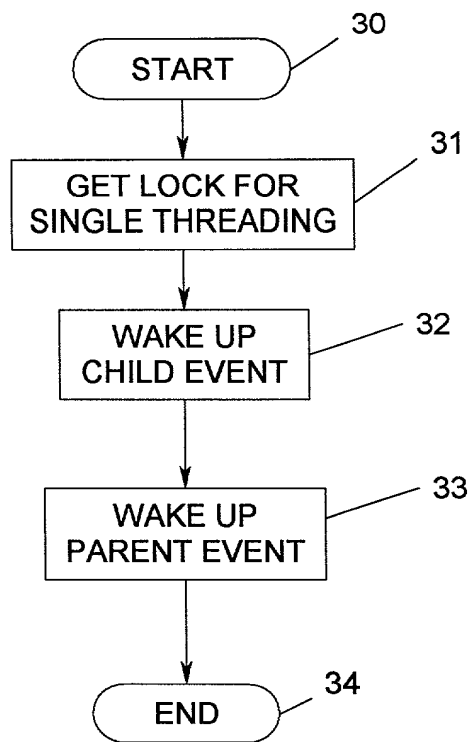 30
START
31
GET LOCK FOR
SINGLE THREADING
32
WAKE UP
CHILD EVENT
33
WAKE UP
PARENT EVENT
34
END